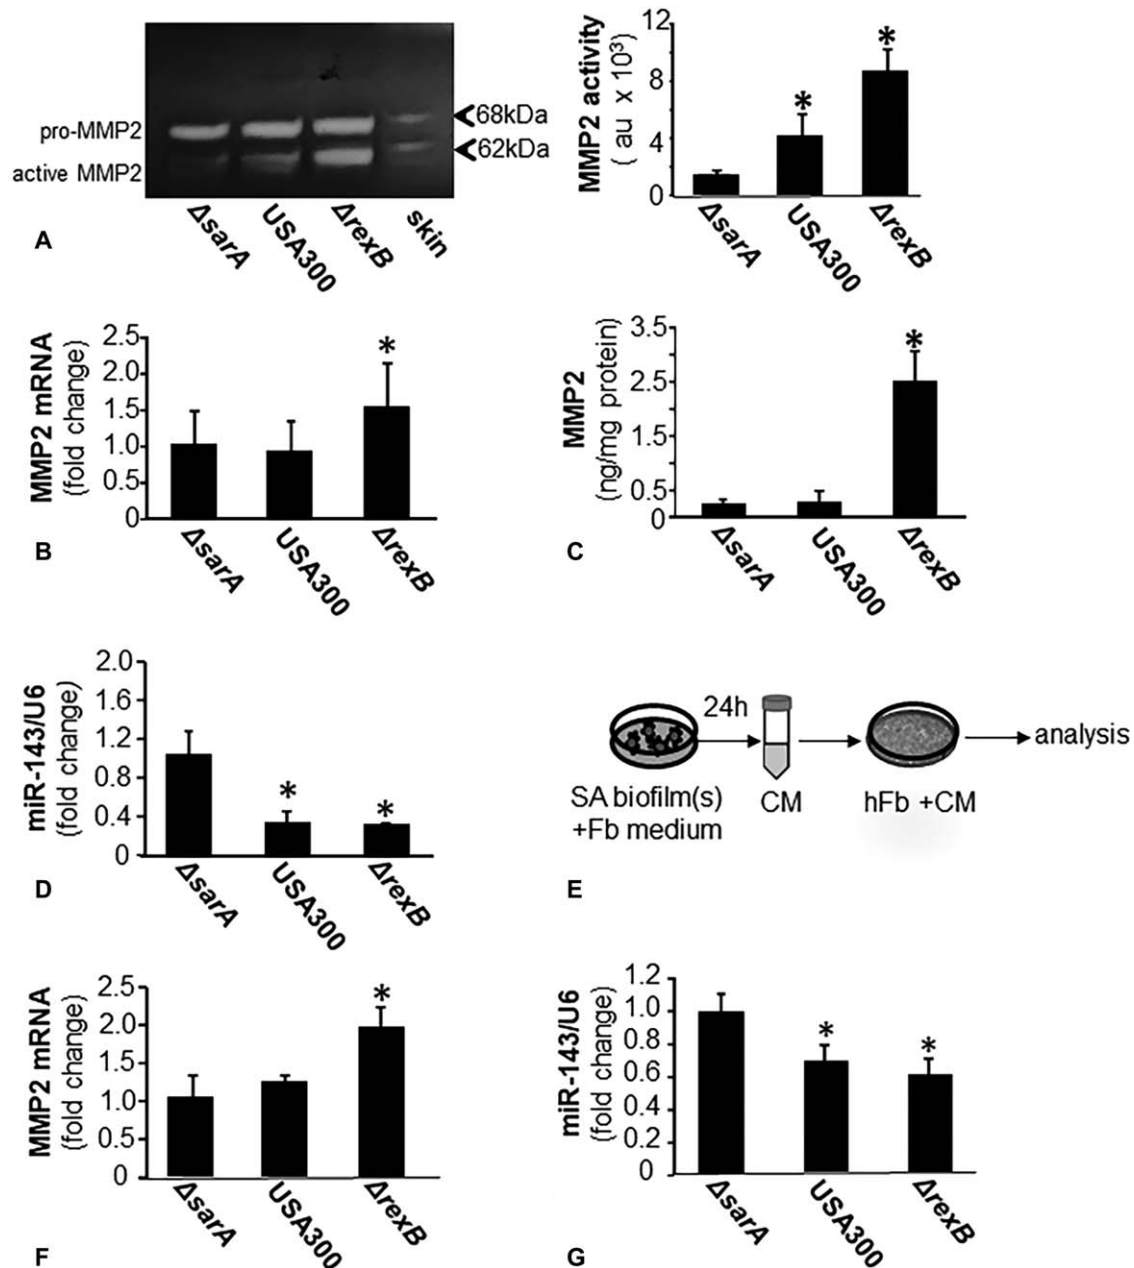 pro-MMP2
active MMP2
68kDa
62kDa
ΔsarA
USA300
ΔrexB
skin
A
MMP2 activity
( au x 10³)
12
8
4
0
*
*
ΔsarA
USA300
ΔrexB
MMP2 mRNA
(fold change)
2.5
2.0
1.5
1.0
0.5
0
*
ΔsarA
USA300
ΔrexB
B
MMP2
(ng/mg protein)
3.5
2.5
1.5
0.5
0
*
ΔsarA
USA300
ΔrexB
C
miR-143/U6
(fold change)
2.0
1.6
1.2
0.8
0.4
0
*
*
ΔsarA
USA300
ΔrexB
D
24h
analysis
SA biofilm(s)
+Fb medium
CM
hFb +CM
E
MMP2 mRNA
(fold change)
2.5
2.0
1.5
1.0
0.5
0
*
ΔsarA
USA300
ΔrexB
F
miR-143/U6
(fold change)
1.2
1.0
0.8
0.6
0.4
0.2
0
*
*
ΔsarA
USA300
ΔrexB
G